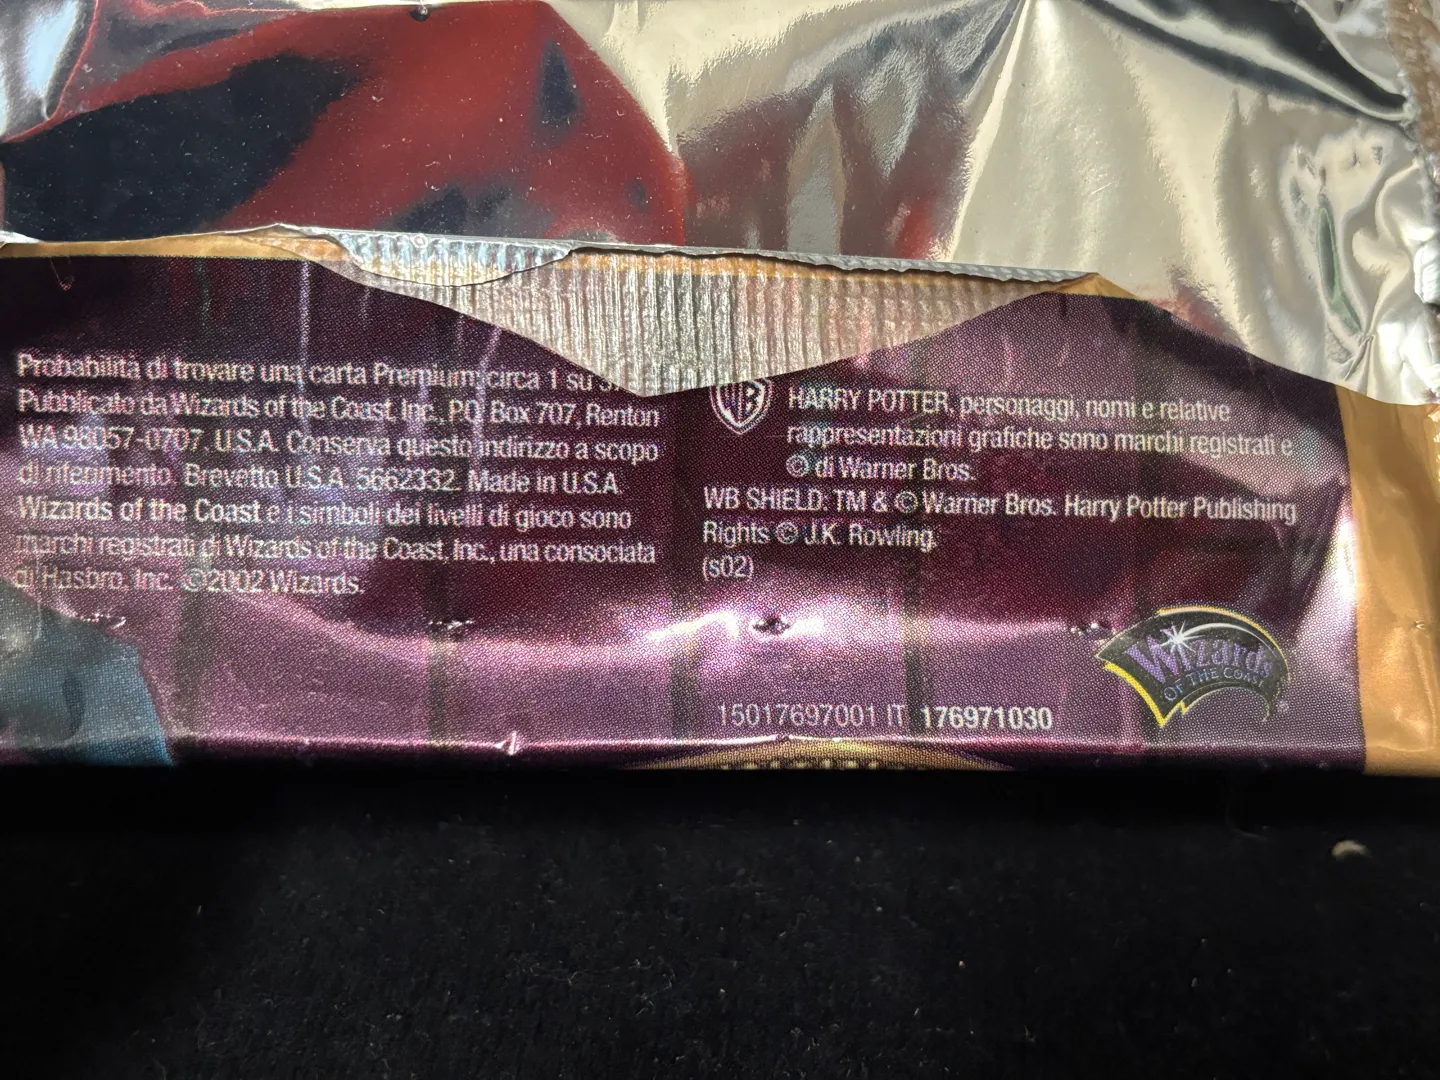 Probabilità di trovare una carta Premium: circa 1 su
Pubblicato da Wizards of the Coast, Inc., P.O. Box 707, Renton
WA 98057-0707. U.S.A. Conserva questo indirizzo a scopo
di riferimento. Brevetto U.S.A. 5662332. Made in U.S.A.
Wizards of the Coast e i simboli dei livelli di gioco sono
marchi registrati di Wizards of the Coast, Inc., una consociata
di Hasbro, Inc. ©2002 Wizards.
WB
HARRY POTTER, personaggi, nomi e relative
rappresentazioni grafiche sono marchi registrati e
© di Warner Bros.
WB SHIELD: TM & © Warner Bros. Harry Potter Publishing
Rights © J.K. Rowling.
(s02)
Wizards
OF THE COAST
®
15017697001 IT 176971030